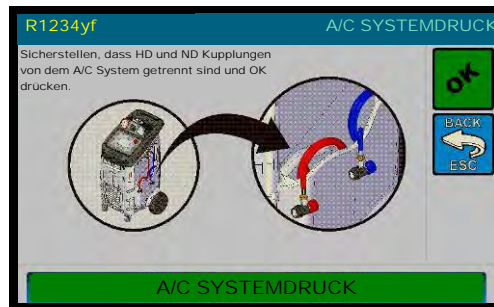 R1234yf A/C SYSTEMDRUCK
Sicherstellen, dass HD und ND Kupplungen
von dem A/C System getrennt sind und OK
drücken.
OK
BACK
ESC
A/C SYSTEMDRUCK